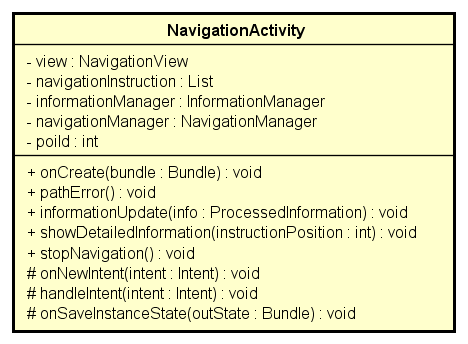 NavigationActivity
- view : NavigationView
- navigationInstruction : List
- informationManager : InformationManager
- navigationManager : NavigationManager
- poiId : int
+ onCreate(bundle : Bundle) : void
+ pathError() : void
+ informationUpdate(info : ProcessedInformation) : void
+ showDetailedInformation(instructionPosition : int) : void
+ stopNavigation() : void
# onNewIntent(intent : Intent) : void
# handleIntent(intent : Intent) : void
# onSaveInstanceState(outState : Bundle) : void